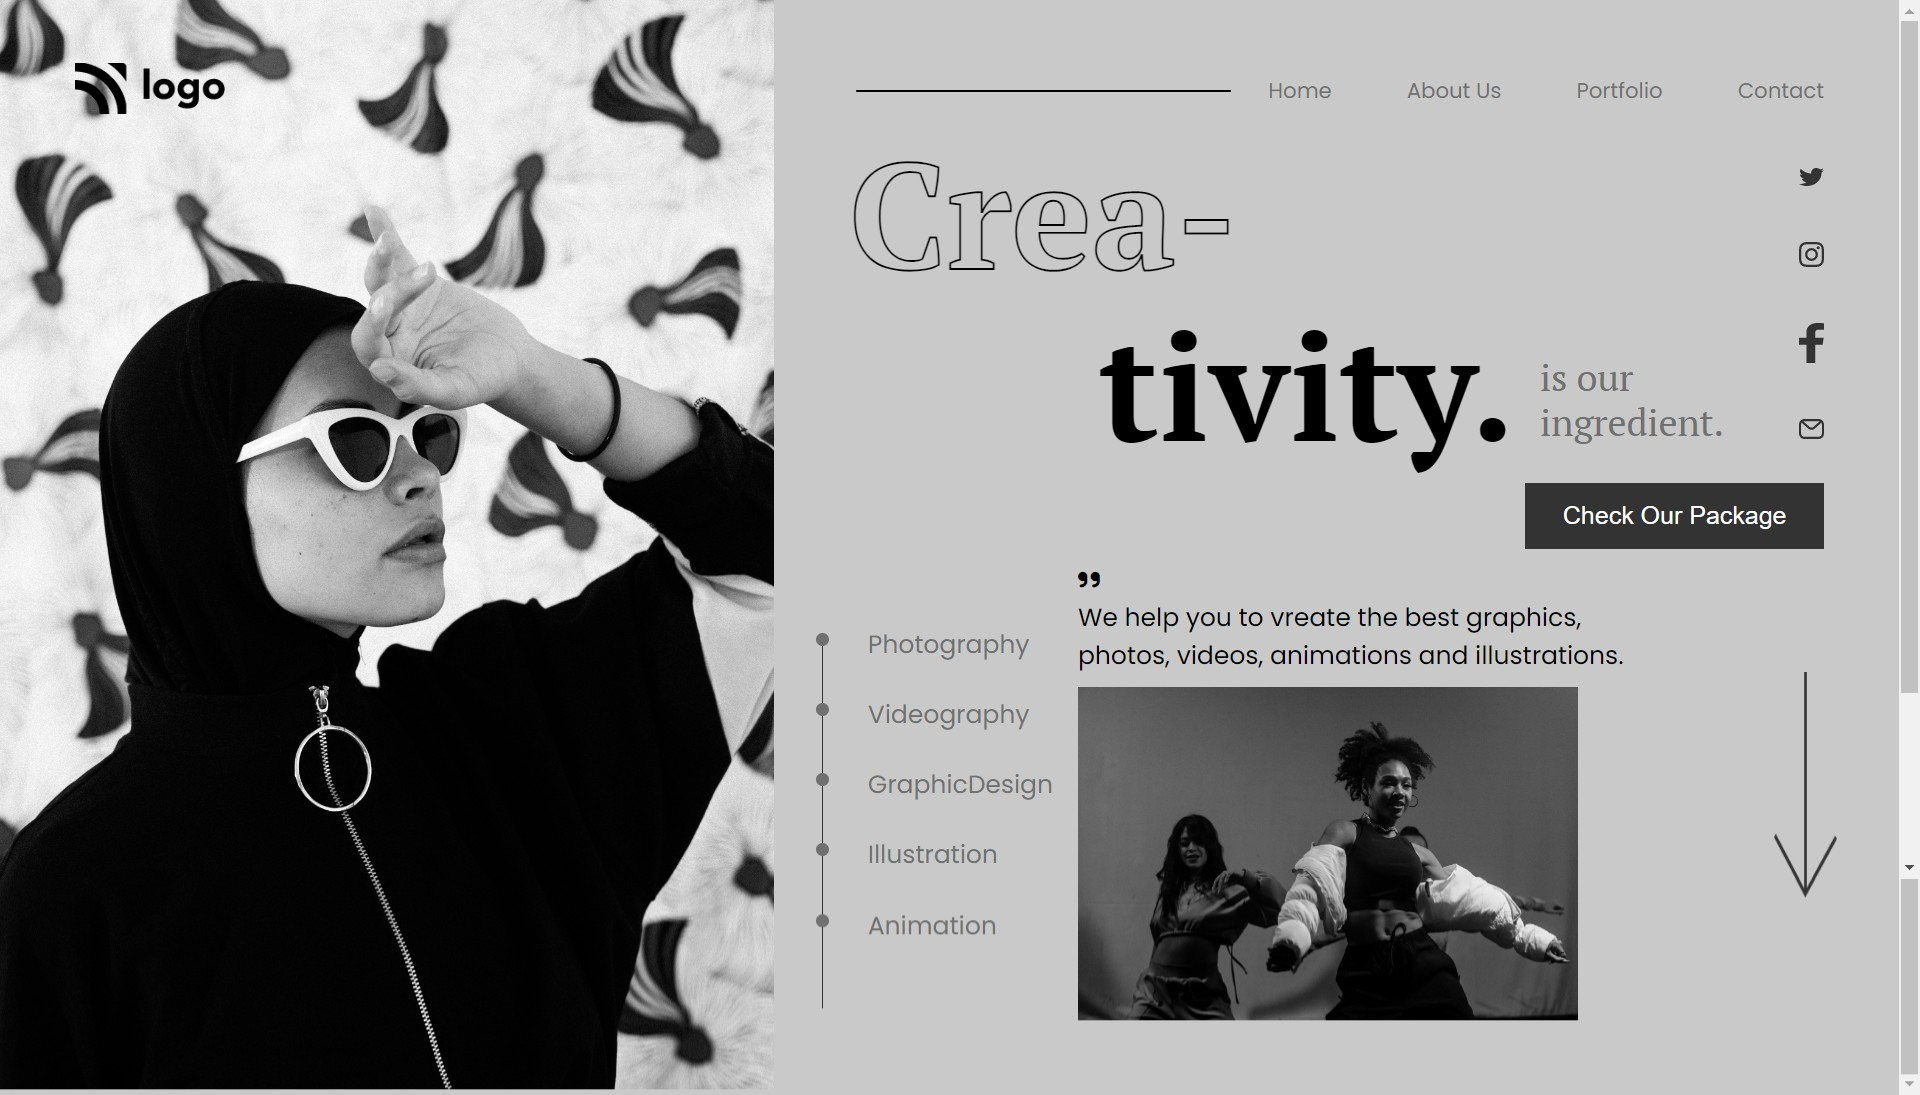 logo
Home About Us Portfolio Contact
Crea-
tivity.
is our
ingredient.
Check Our Package
”
We help you to vreate the best graphics,
photos, videos, animations and illustrations.
Photography
Videography
GraphicDesign
Illustration
Animation